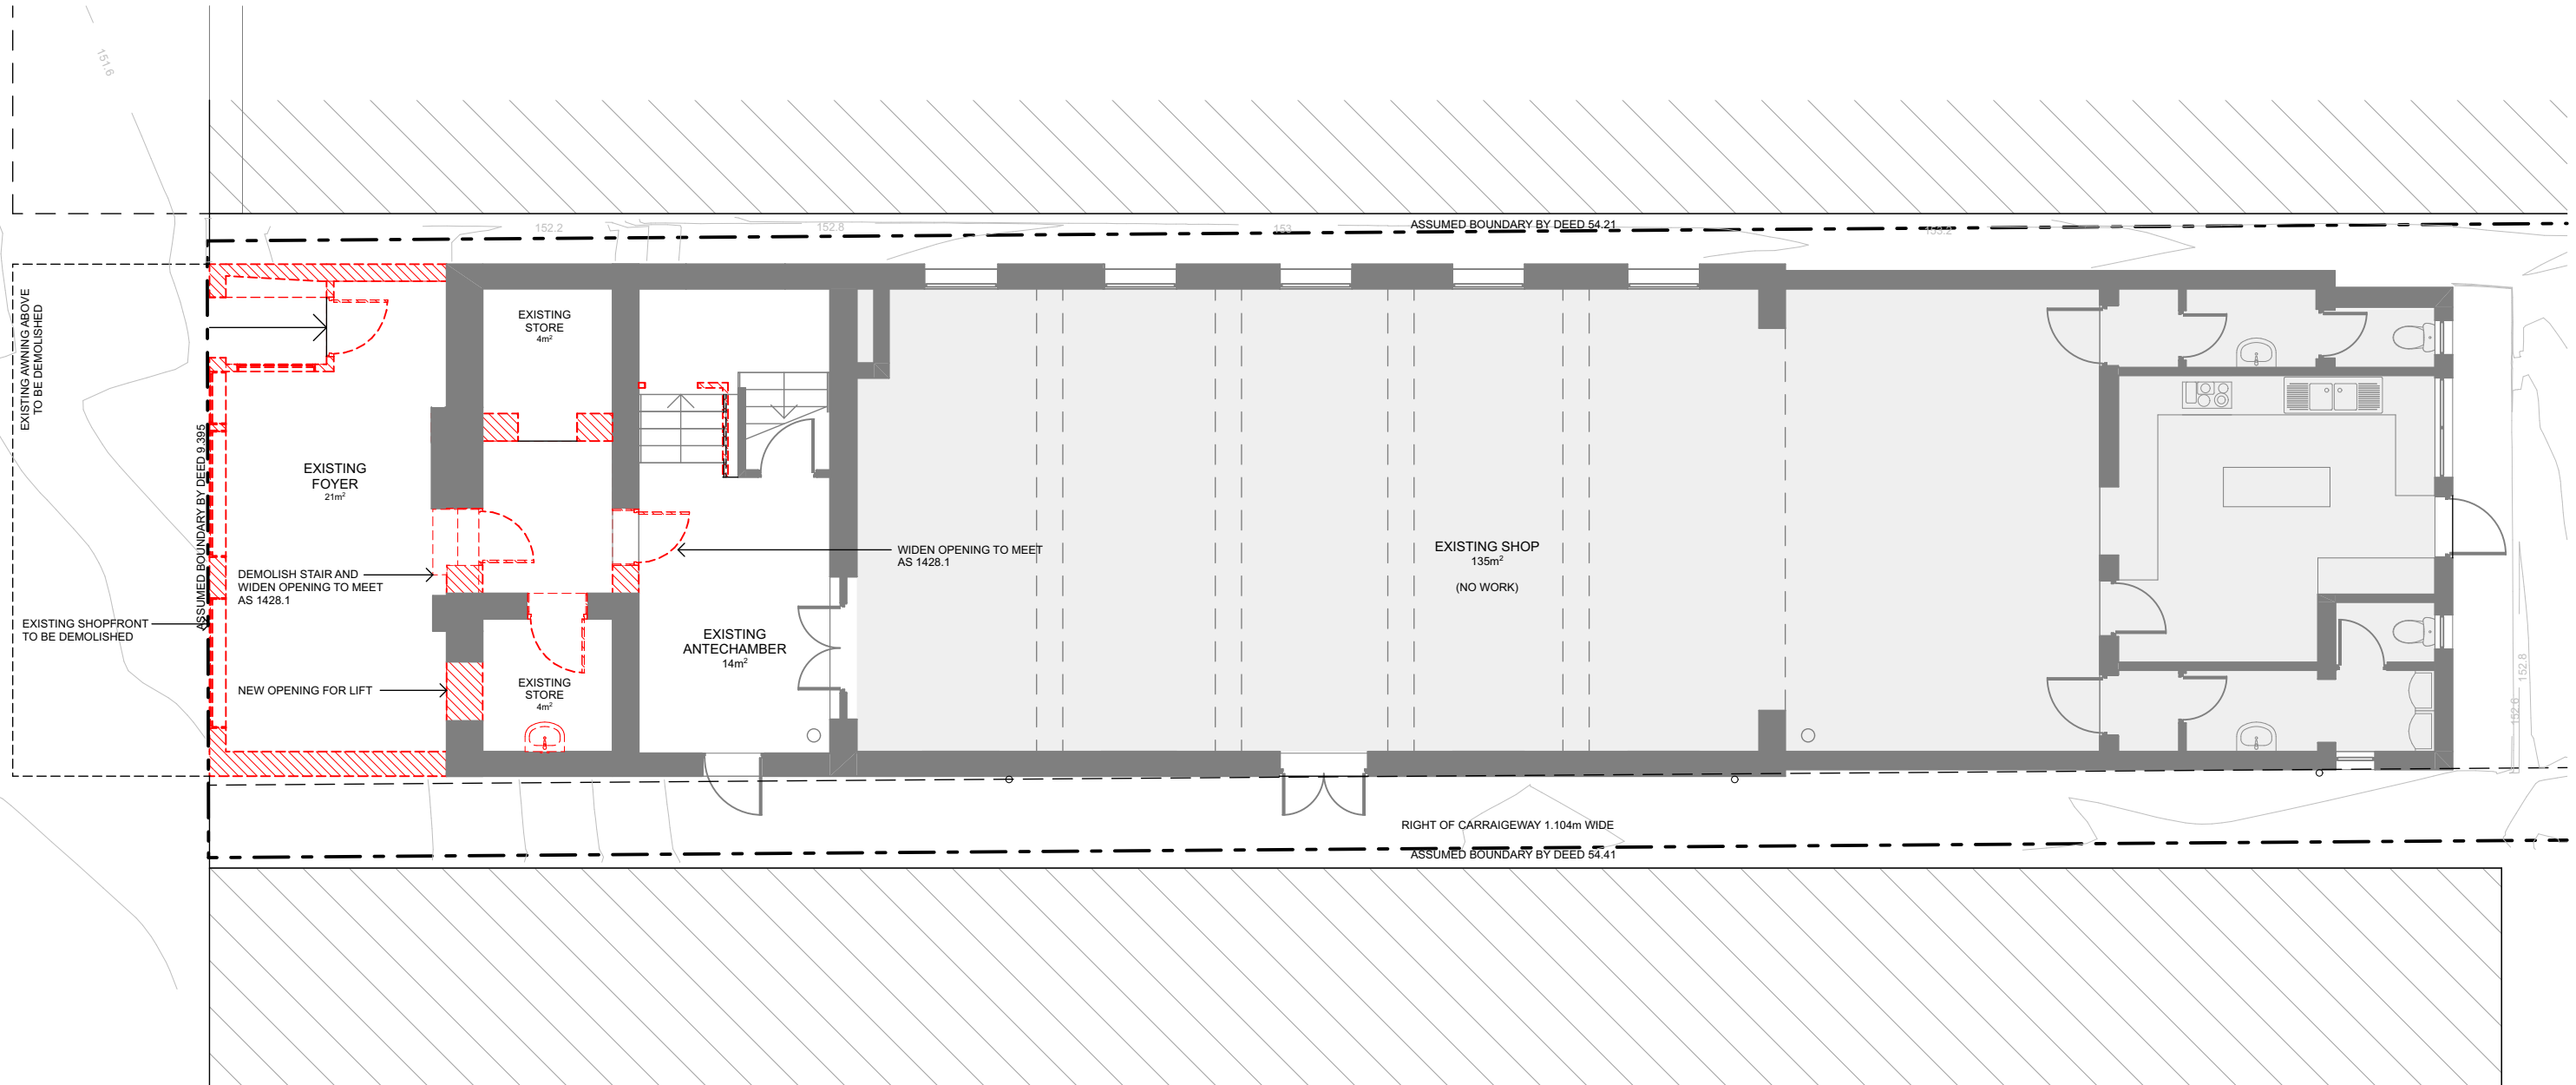 151.6
152.2
152.8
153
153.2
ASSUMED BOUNDARY BY DEED 54.21
EXISTING AWNING ABOVE
TO BE DEMOLISHED
EXISTING
STORE
4m²
ASSUMED BOUNDARY BY DEED 9.395
EXISTING
FOYER
21m²
WIDEN OPENING TO MEET
AS 1428.1
EXISTING SHOP
135m²
(NO WORK)
DEMOLISH STAIR AND
WIDEN OPENING TO MEET
AS 1428.1
EXISTING SHOPFRONT
TO BE DEMOLISHED
EXISTING
ANTECHAMBER
14m²
NEW OPENING FOR LIFT
EXISTING
STORE
4m²
152.8
152.6
RIGHT OF CARRAIGEWAY 1.104m WIDE
ASSUMED BOUNDARY BY DEED 54.41